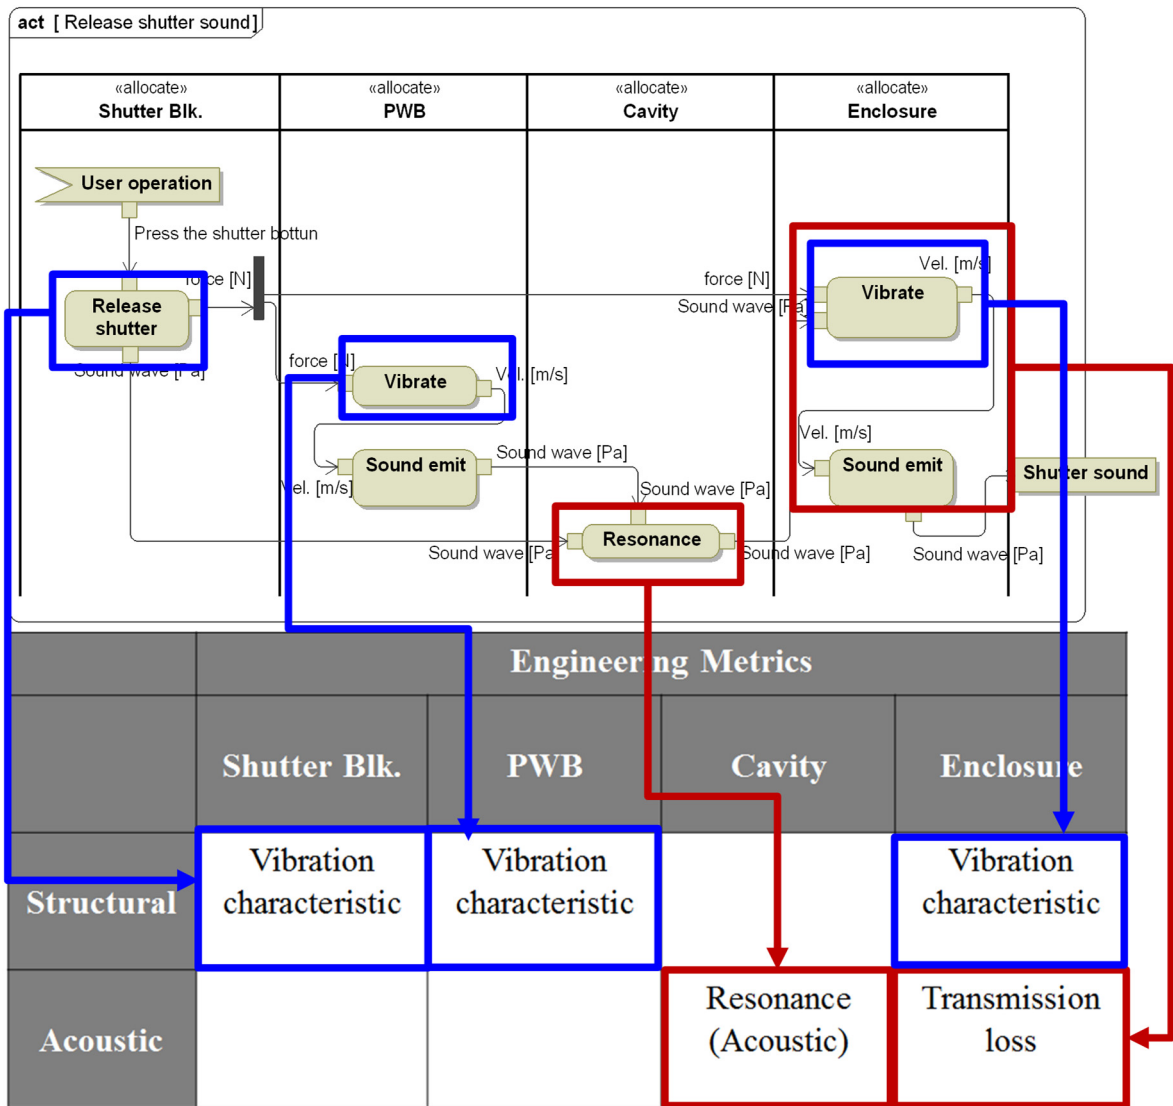 act [ Release shutter sound]
«allocate»
Shutter Blk.
«allocate»
PWB
«allocate»
Cavity
«allocate»
Enclosure
User operation
Press the shutter bottun
force [N]
Release
shutter
Sound wave [Pa]
force [N]
Vibrate
Vel. [m/s]
Vel. [m/s]
Sound emit
Sound wave [Pa]
Sound wave [Pa]
Sound wave [Pa]
Resonance
Sound wave [Pa]
force [N]
Sound wave [Pa]
Vel. [m/s]
Vibrate
Vel. [m/s]
Sound emit
Sound wave [Pa]
Shutter sound
Engineering Metrics
Shutter Blk.
PWB
Cavity
Enclosure
Structural
Vibration
characteristic
Vibration
characteristic
Vibration
characteristic
Acoustic
Resonance
(Acoustic)
Transmission
loss